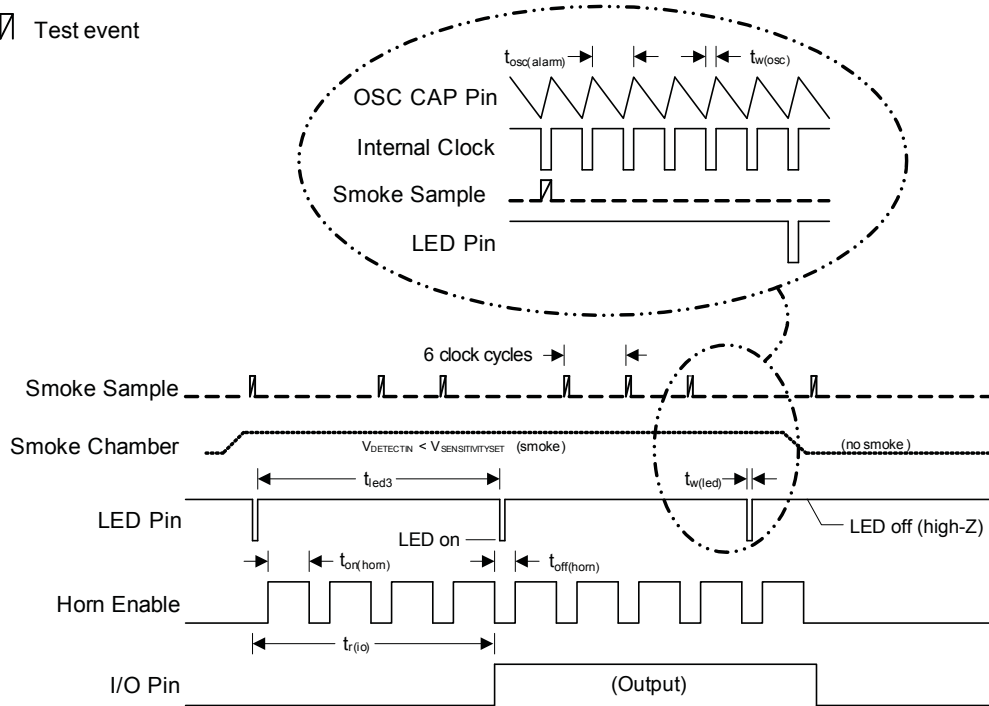 Test event
tosc(alarm)
tw(osc)
OSC CAP Pin
Internal Clock
Smoke Sample
LED Pin
6 clock cycles
Smoke Sample
Smoke Chamber
VDETECTIN < VSENSITIVITYSET (smoke)
(no smoke)
tled3
tw(led)
LED Pin
LED on
LED off (high-Z)
ton(horn)
toff(horn)
Horn Enable
tr(io)
I/O Pin
(Output)